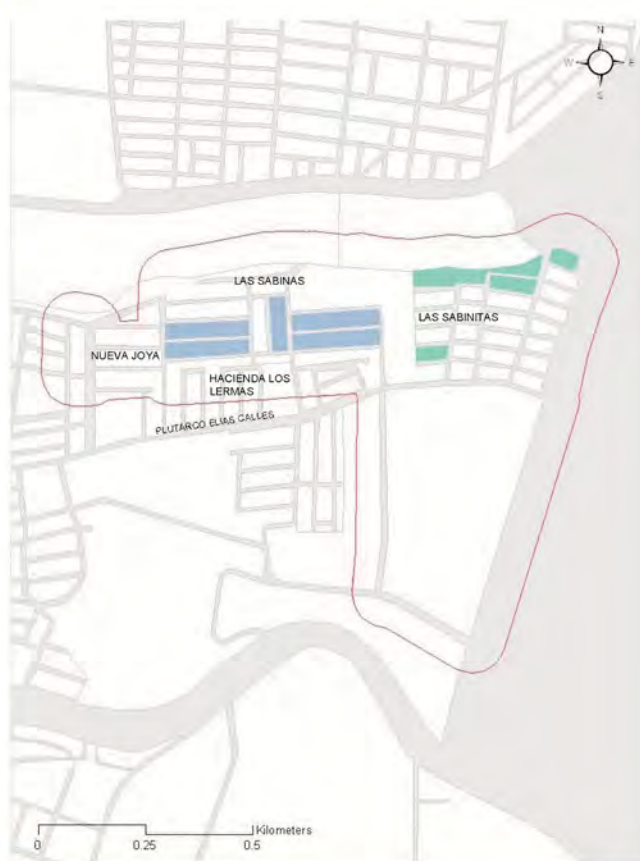 N
W E
S
LAS SABINAS
LAS SABINITAS
NUEVA JOYA
HACIENDA LOS
LERMAS
PLUTARCO ELIAS CALLES
Kilometers
0 0.25 0.5